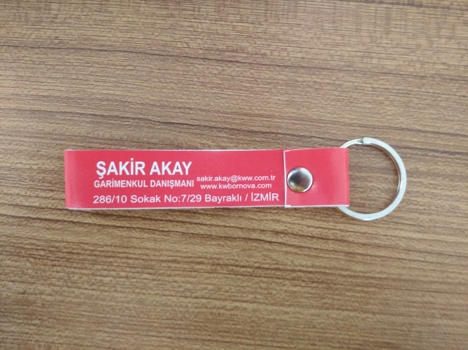 ŞAKİR AKAY
GARİMENKUL DANIŞMANI
sakir.akay@kww.com.tr
www.kwbornova.com
286/10 Sokak No:7/29 Bayraklı / İZMİR